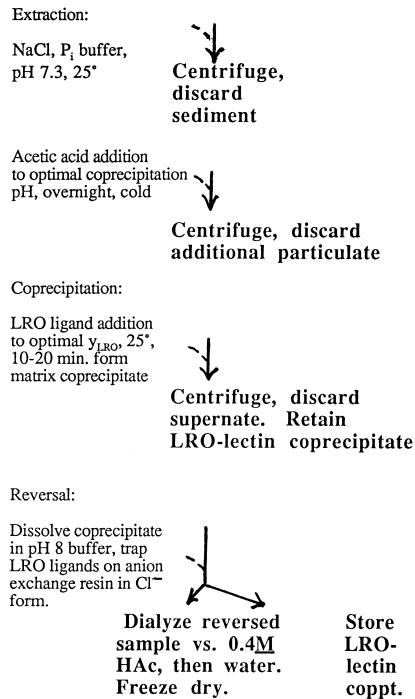 Extraction:
NaCl, Pi buffer,
pH 7.3, 25°
Centrifuge,
discard
sediment
Acetic acid addition
to optimal coprecipitation
pH, overnight, cold
Centrifuge, discard
additional particulate
Coprecipitation:
LRO ligand addition
to optimal yLRO, 25°,
10-20 min. form
matrix coprecipitate
Centrifuge, discard
supernate. Retain
LRO-lectin coprecipitate
Reversal:
Dissolve coprecipitate
in pH 8 buffer, trap
LRO ligands on anion
exchange resin in Cl−
form.
Dialyze reversed
sample vs. 0.4M
HAc, then water.
Freeze dry.
Store
LRO-
lectin
coppt.